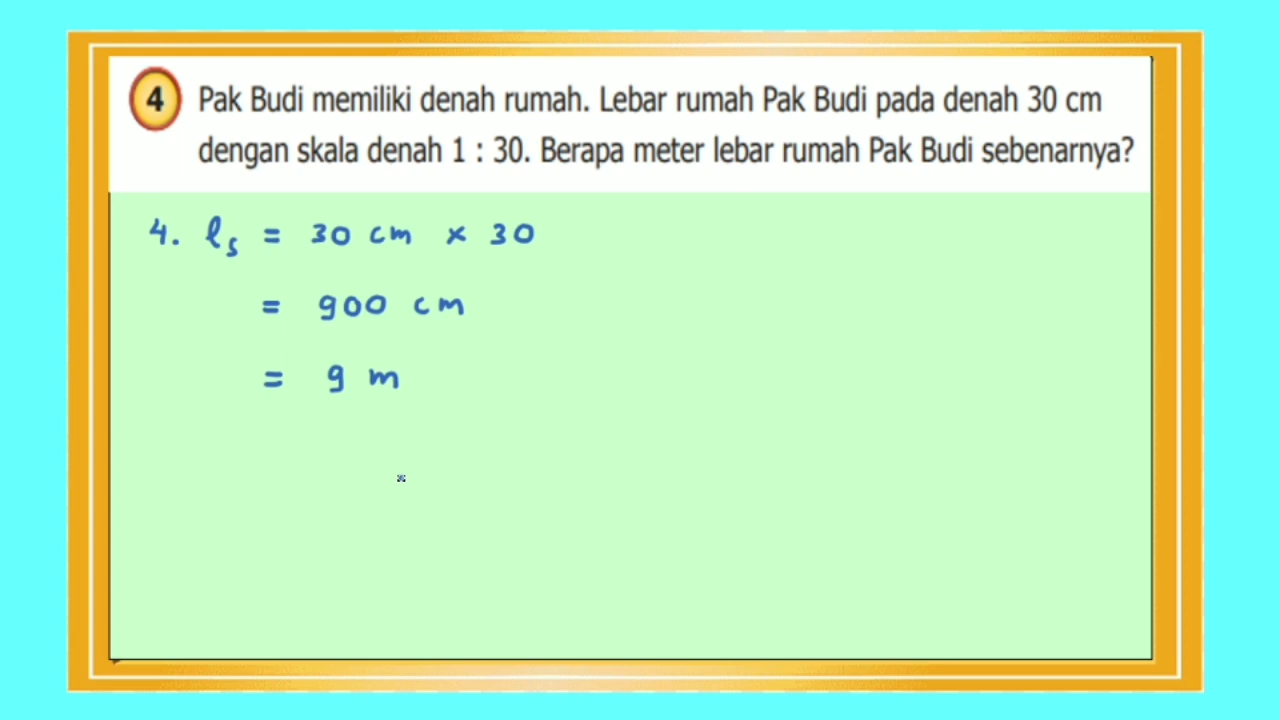 4 Pak Budi memiliki denah rumah. Lebar rumah Pak Budi pada denah 30 cm
dengan skala denah 1 : 30. Berapa meter lebar rumah Pak Budi sebenarnya?
4. ℓs = 30 cm × 30
= 900 cm
= 9 m